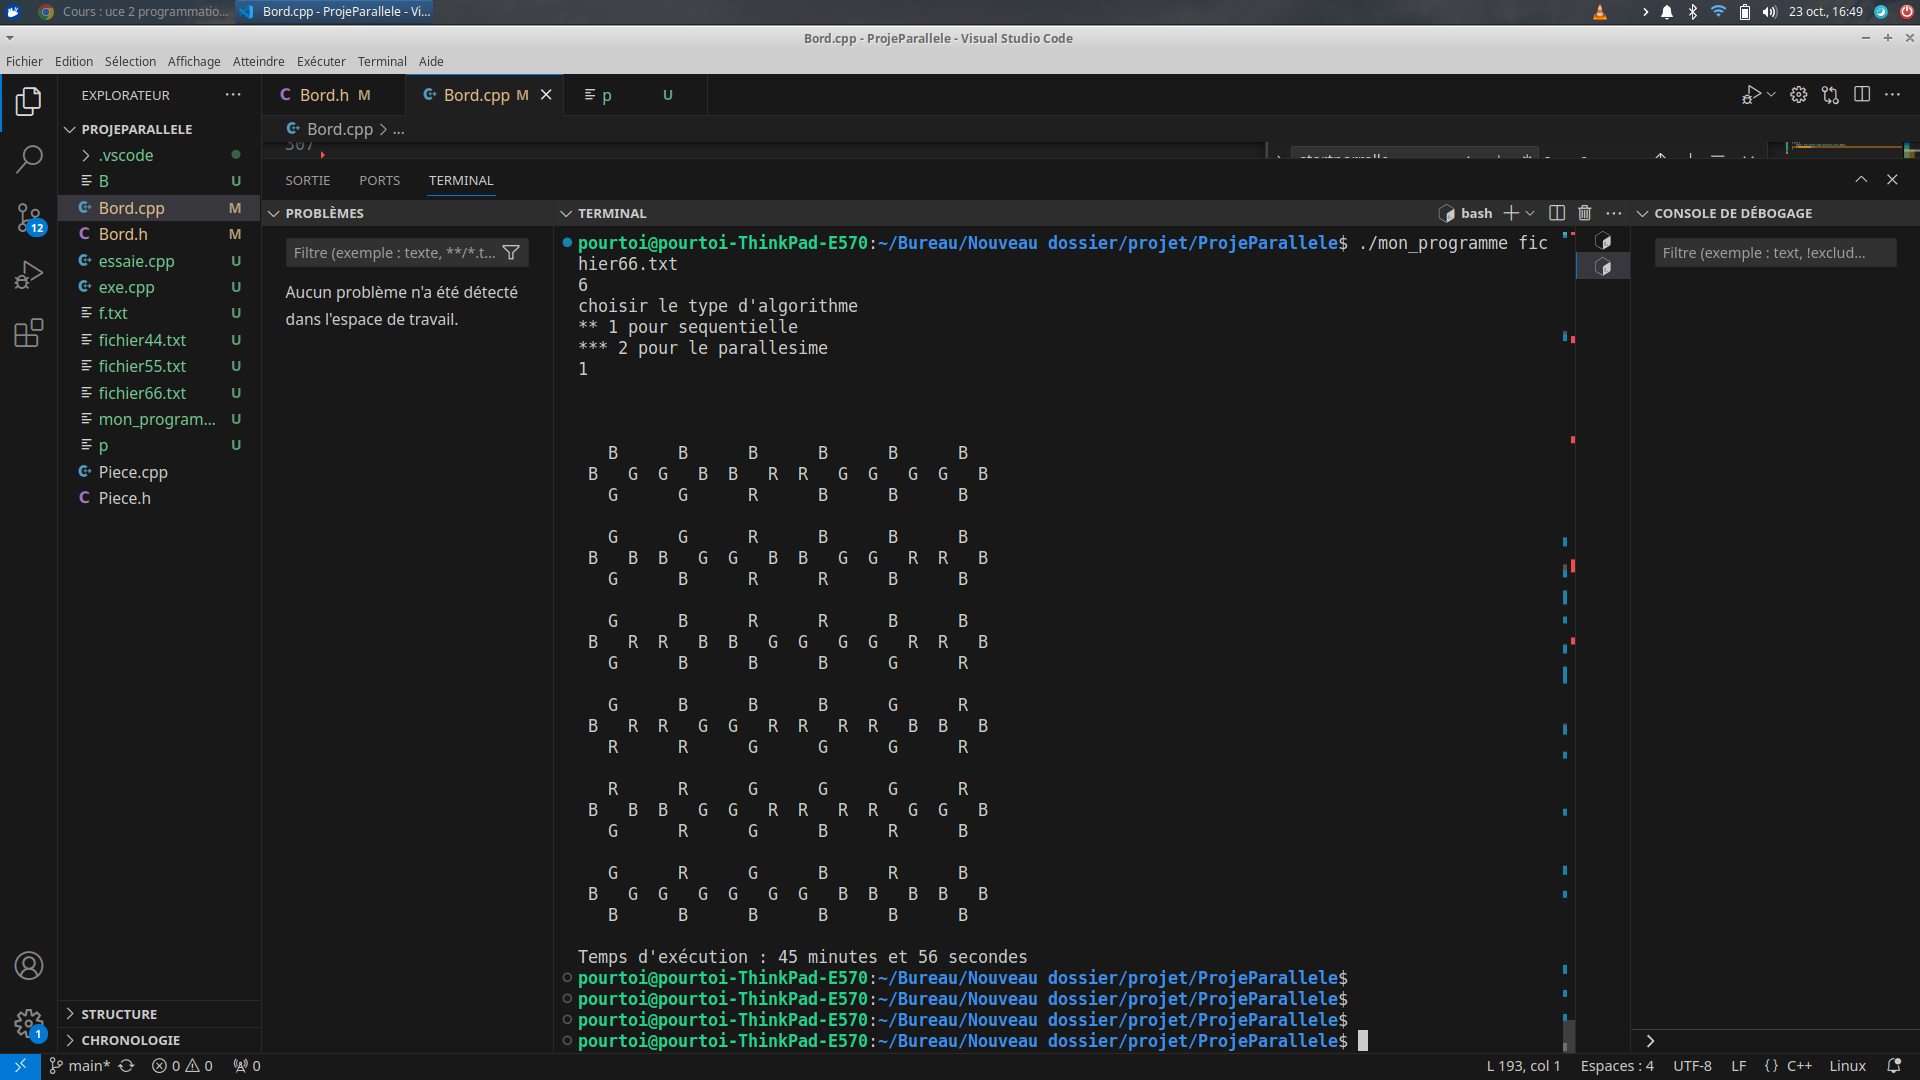 Cours : uce 2 programmatio...
Bord.cpp - ProjeParallele - Vi...
23 oct., 16:49
Bord.cpp - ProjeParallele - Visual Studio Code
Fichier Edition Sélection Affichage Atteindre Exécuter Terminal Aide
EXPLORATEUR
Bord.h M
Bord.cpp M
p U
PROJEPARALLELE
Bord.cpp > ...
307
.vscode
B U
Bord.cpp M
Bord.h M
essaie.cpp U
exe.cpp U
f.txt U
fichier44.txt U
fichier55.txt U
fichier66.txt U
mon_program... U
p U
Piece.cpp
Piece.h
STRUCTURE
CHRONOLOGIE
12
1
SORTIE PORTS TERMINAL
PROBLÈMES
Filtre (exemple : texte, **/*.t...
Aucun problème n'a été détecté
dans l'espace de travail.
TERMINAL
bash
pourtoi@pourtoi-ThinkPad-E570:~/Bureau/Nouveau dossier/projet/ProjeParallele$ ./mon_programme fic
hier66.txt
6
choisir le type d'algorithme
** 1 pour sequentielle
*** 2 pour le parallesime
1
B B B B B B
B G G B B R R G G G G B
G G R B B B
G G R B B B
B B B G G B B G G R R B
G B R R B B
G B R R B B
B R R B B G G G G R R B
G B B B G R
G B B B G R
B R R G G R R R R B B B
R R G G G R
R R G G G R
B B B G G R R R R G G B
G R G B R B
G R G B R B
B G G G G G G B B B B B
B B B B B B
Temps d'exécution : 45 minutes et 56 secondes
pourtoi@pourtoi-ThinkPad-E570:~/Bureau/Nouveau dossier/projet/ProjeParallele$
pourtoi@pourtoi-ThinkPad-E570:~/Bureau/Nouveau dossier/projet/ProjeParallele$
pourtoi@pourtoi-ThinkPad-E570:~/Bureau/Nouveau dossier/projet/ProjeParallele$
pourtoi@pourtoi-ThinkPad-E570:~/Bureau/Nouveau dossier/projet/ProjeParallele$
CONSOLE DE DÉBOGAGE
Filtre (exemple : text, !exclud...
main* 0 0 0
L 193, col 1 Espaces : 4 UTF-8 LF {} C++ Linux